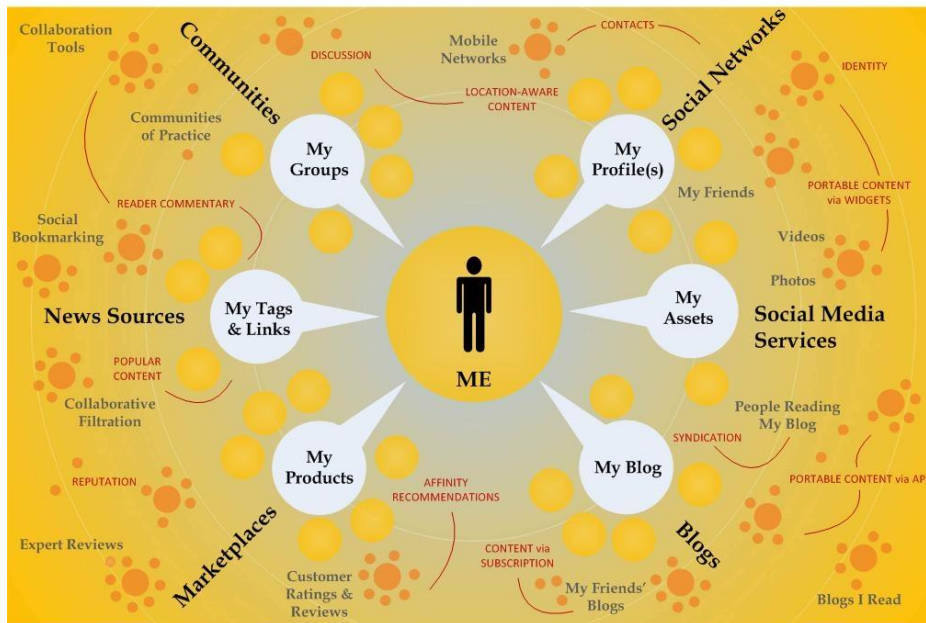 Collaboration
Tools
Communities
DISCUSSION
Mobile
Networks
CONTACTS
Social Networks
IDENTITY
LOCATION-AWARE
CONTENT
Communities
of Practice
My
Groups
My
Profile(s)
My Friends
PORTABLE CONTENT
via WIDGETS
READER COMMENTARY
Social
Bookmarking
Videos
Photos
News Sources
My Tags
& Links
ME
My
Assets
Social Media
Services
POPULAR
CONTENT
Collaborative
Filtration
People Reading
My Blog
SYNDICATION
My
Products
My Blog
REPUTATION
AFFINITY
RECOMMENDATIONS
PORTABLE CONTENT via AP
Marketplaces
Blogs
Expert Reviews
CONTENT via
SUBSCRIPTION
Customer
Ratings &
Reviews
My Friends'
Blogs
Blogs I Read